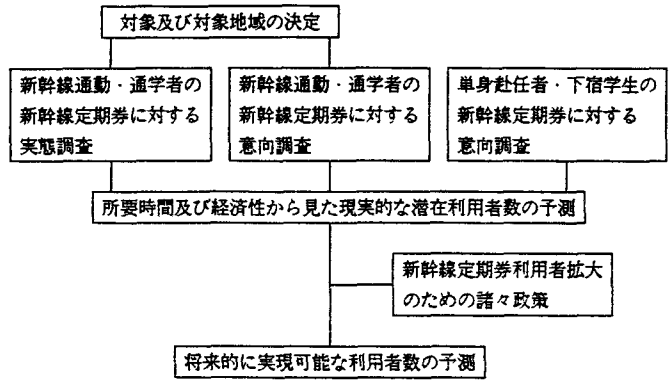 対象及び対象地域の決定
新幹線通動・通学者の
新幹線定期券に対する
実態調査
新幹線通動・通学者の
新幹線定期券に対する
意向調査
単身赴任者・下宿学生の
新幹線定期券に対する
意向調査
所要時間及び経済性から見た現実的な潜在利用者数の予測
新幹線定期券利用者拡大
のための諸々政策
将来的に実現可能な利用者数の予測